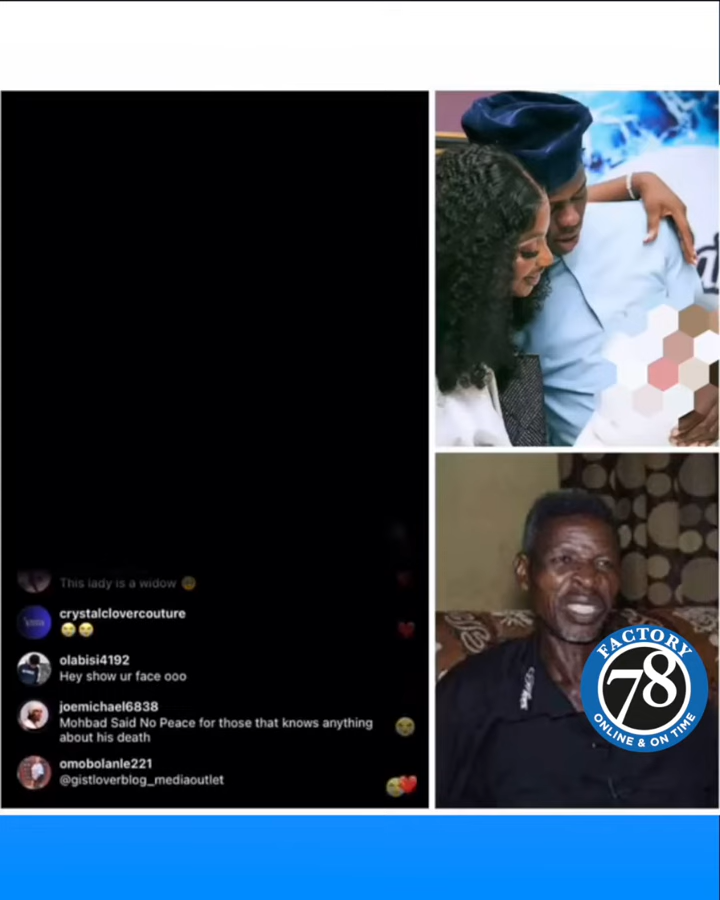 This lady is a widow
crystalclovercouture
olabisi4192
Hey show ur face ooo
joemichael6838
Mohbad Said No Peace for those that knows anything
about his death
omobolanle221
@gistloverblog_mediaoutlet
FACTORY
78
ONLINE & ON TIME